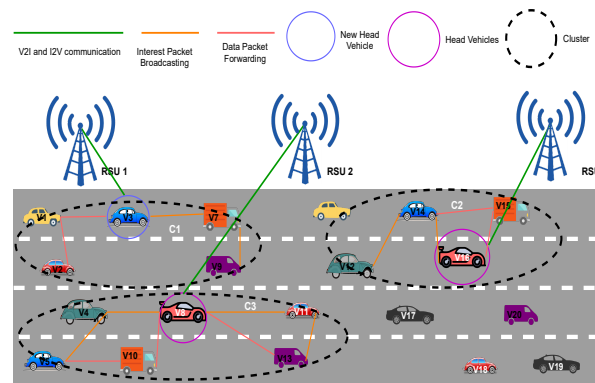 V2I and I2V communication
Interest Packet
Broadcasting
Data Packet
Forwarding
New Head
Vehicle
Head Vehicles
Cluster
RSU 1
RSU 2
RSU
V1
V3
V7
C1
V2
V9
V14
C2
V15
V12
V16
V4
V8
C3
V11
V5
V10
V13
V17
V20
V18
V19